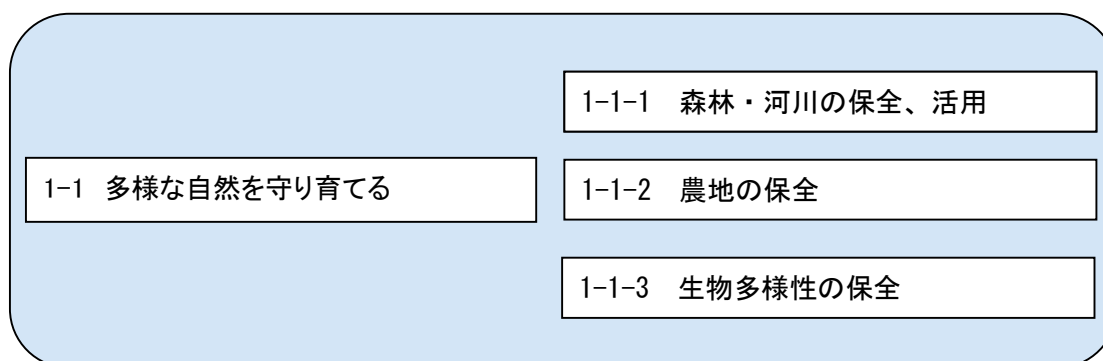 1-1 多様な自然を守り育てる
1-1-1 森林・河川の保全、活用
1-1-2 農地の保全
1-1-3 生物多様性の保全